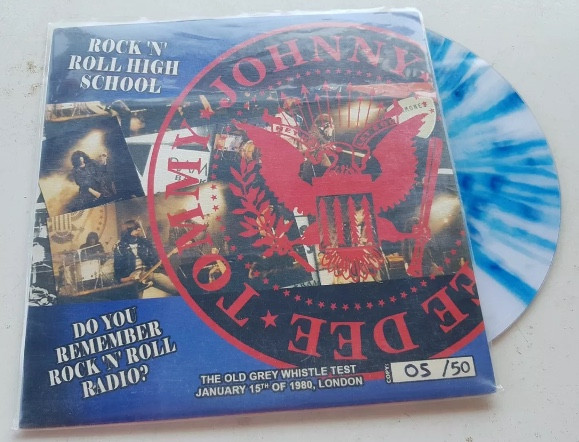 ROCK 'N'
ROLL HIGH
SCHOOL
TOMMY ★ JOHNNY
EE DEE ★
DO YOU
REMEMBER
ROCK 'N' ROLL
RADIO?
THE OLD GREY WHISTLE TEST
JANUARY 15TH OF 1980, LONDON
COPY: 05 /50